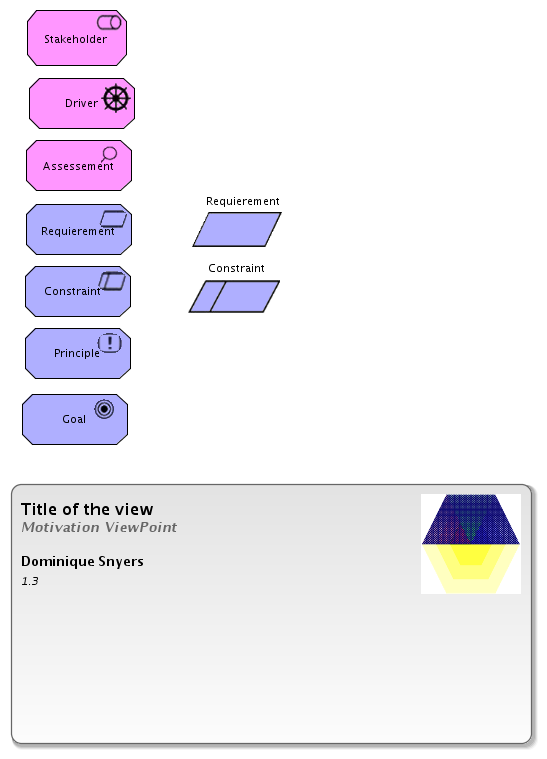 Stakeholder
Driver
Assessement
Requierement
Requierement
Constraint
Constraint
Principle
Goal
Title of the view
Motivation ViewPoint
Dominique Snyers
1.3